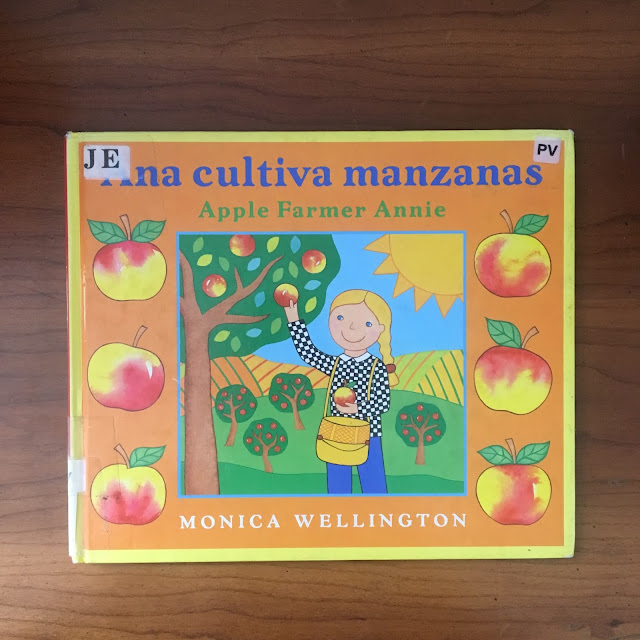 JE
PV
Ana cultiva manzanas
Apple Farmer Annie
MONICA WELLINGTON